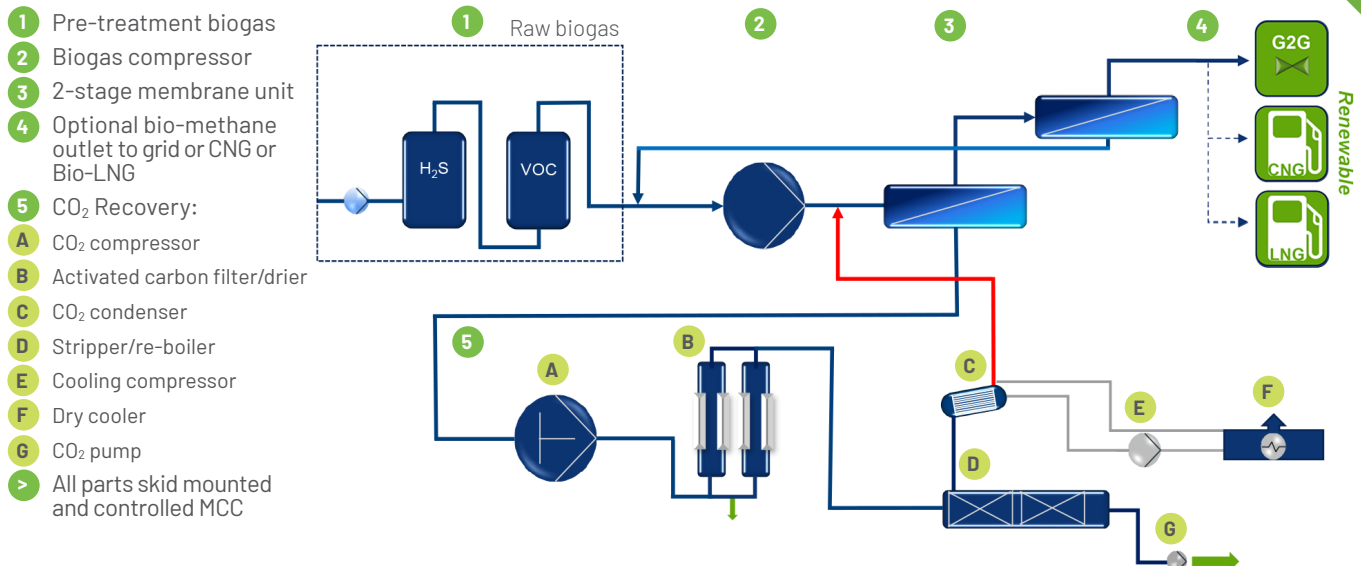 1 Pre-treatment biogas
2 Biogas compressor
3 2-stage membrane unit
4 Optional bio-methane
outlet to grid or CNG or
Bio-LNG
5 CO₂ Recovery:
A CO₂ compressor
B Activated carbon filter/drier
C CO₂ condenser
D Stripper/re-boiler
E Cooling compressor
F Dry cooler
G CO₂ pump
> All parts skid mounted
and controlled MCC
1
Raw biogas
2
3
4
H₂S
VOC
G2G
CNG
LNG
Renewable
5
A
B
C
D
E
F
G